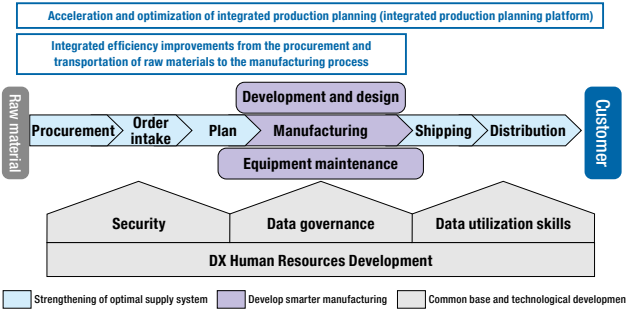 Acceleration and optimization of integrated production planning (integrated production planning platform)
Integrated efficiency improvements from the procurement and
transportation of raw materials to the manufacturing process
Raw material
Development and design
Procurement
Order
intake
Plan
Manufacturing
Shipping
Distribution
Customer
Equipment maintenance
Security
Data governance
Data utilization skills
DX Human Resources Development
Strengthening of optimal supply system
Develop smarter manufacturing
Common base and technological developmen